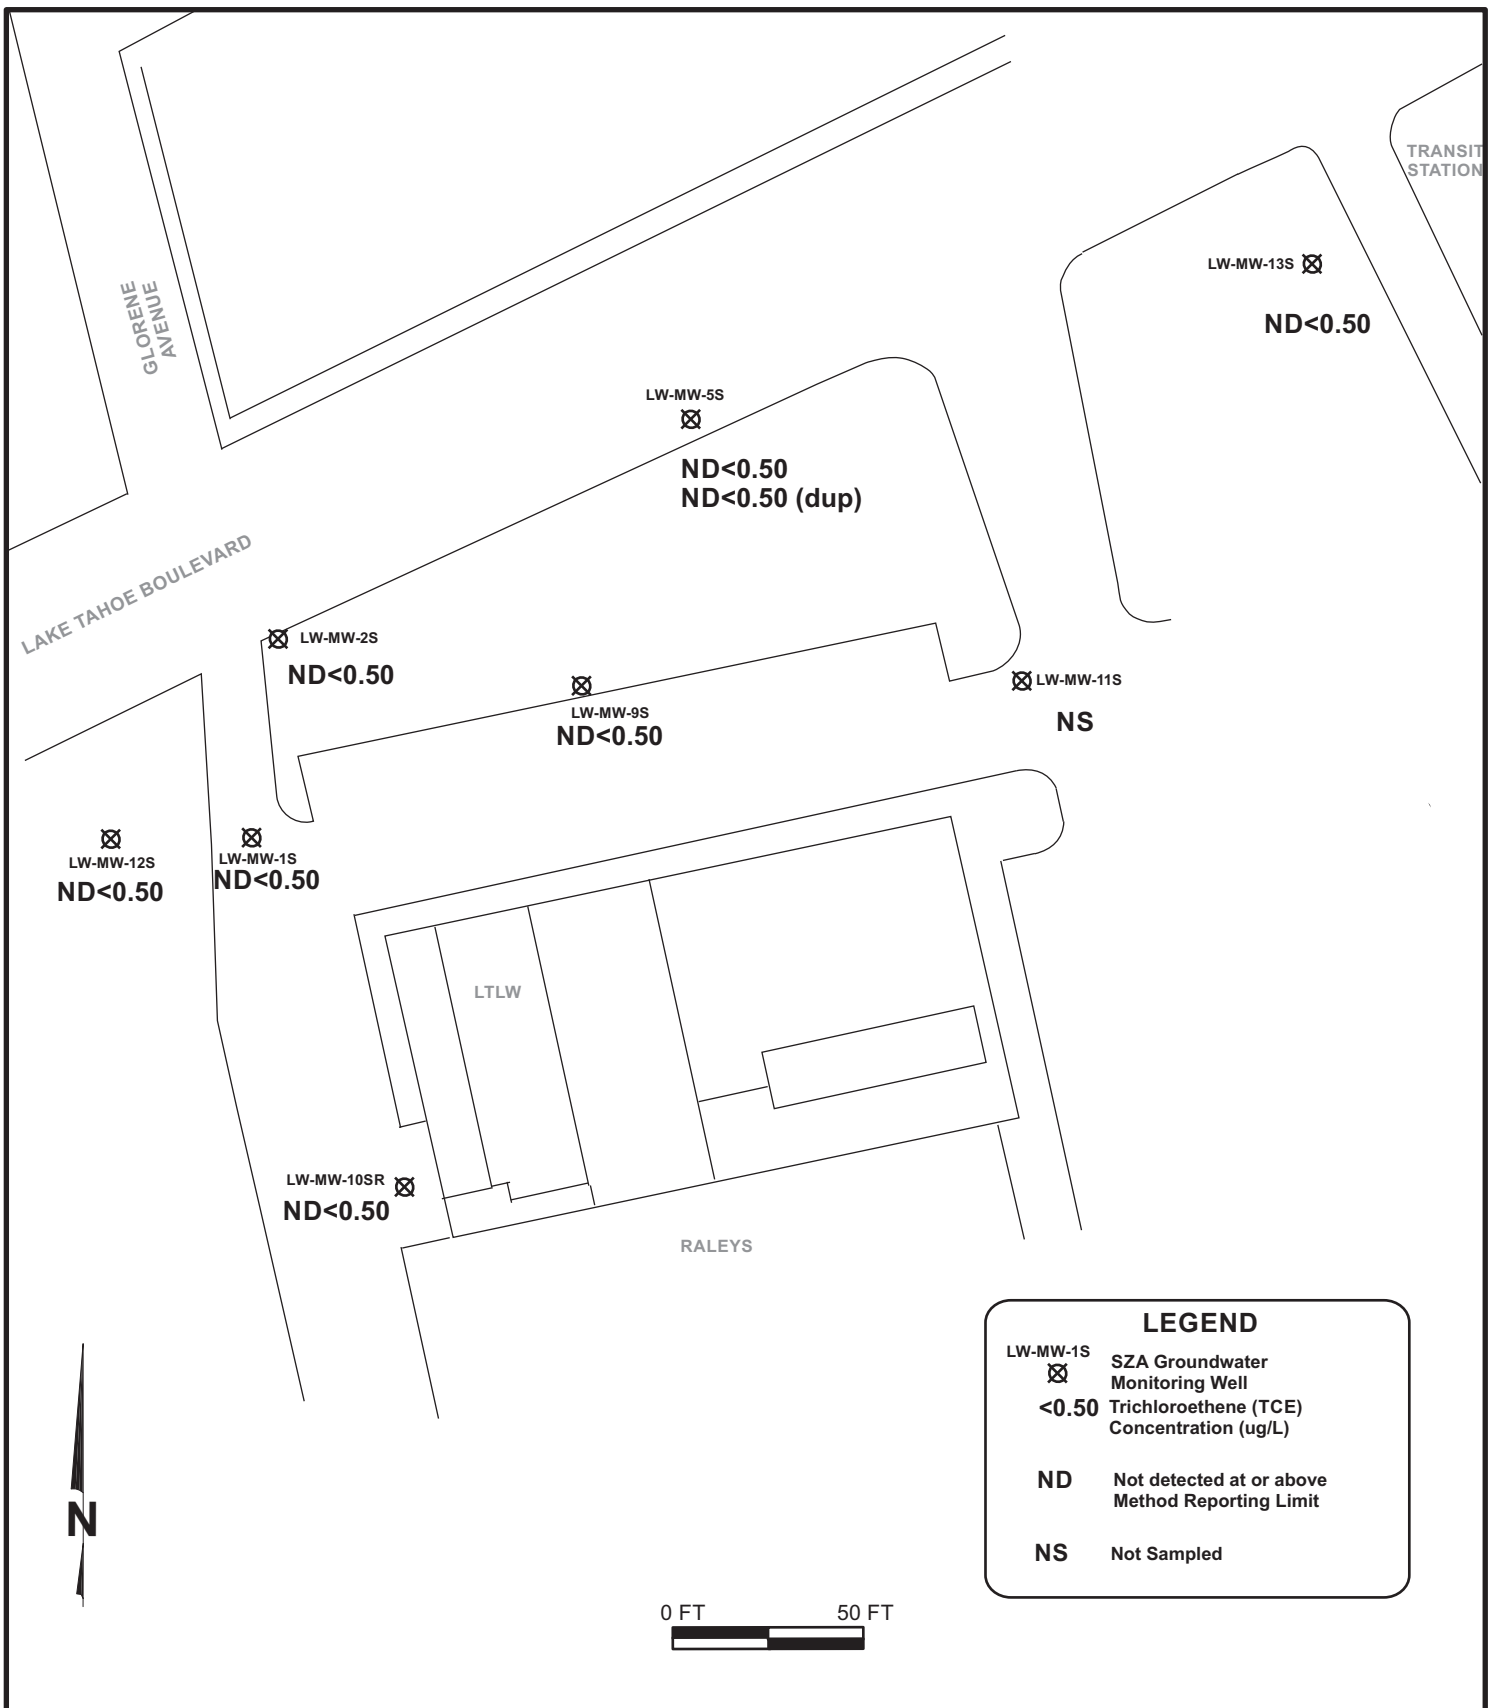 TRANSIT
STATION
LW-MW-13S
ND<0.50
GLORENE
AVENUE
LW-MW-5S
ND<0.50
ND<0.50 (dup)
LAKE TAHOE BOULEVARD
LW-MW-2S
ND<0.50
LW-MW-9S
ND<0.50
LW-MW-11S
NS
LW-MW-12S
ND<0.50
LW-MW-1S
ND<0.50
LTLW
LW-MW-10SR
ND<0.50
RALEYS
LEGEND
LW-MW-1S
SZA Groundwater
Monitoring Well
<0.50 Trichloroethene (TCE)
Concentration (ug/L)
ND Not detected at or above
Method Reporting Limit
NS Not Sampled
N
0 FT 50 FT